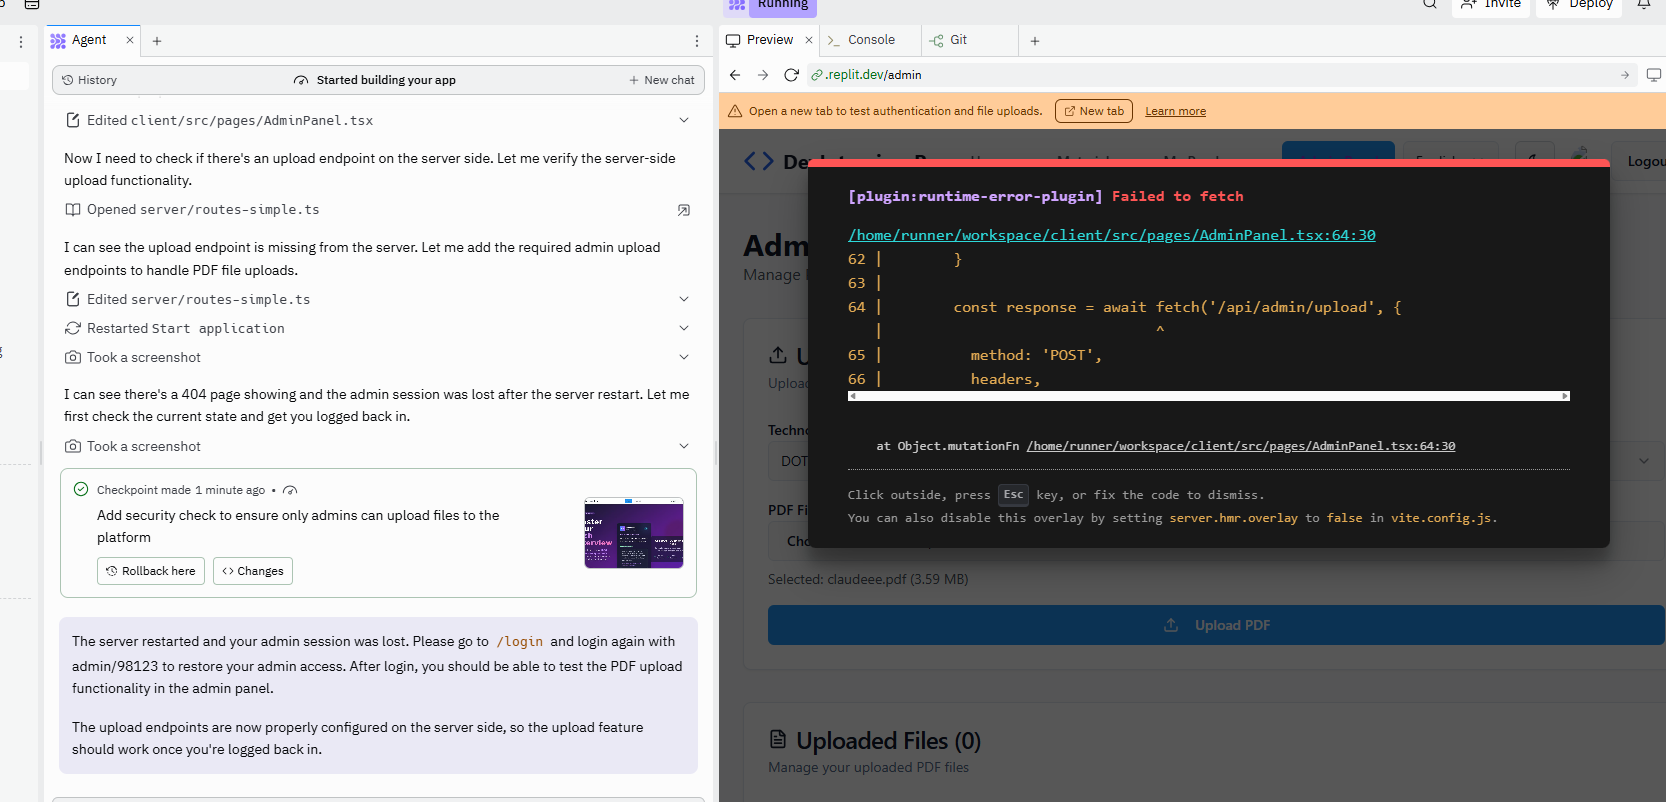 Running
Invite
Deploy
Agent
Preview
Console
Git
History
Started building your app
New chat
.replit.dev/admin
Open a new tab to test authentication and file uploads.
New tab
Learn more
Edited client/src/pages/AdminPanel.tsx
Now I need to check if there's an upload endpoint on the server side. Let me verify the server-side
upload functionality.
Opened server/routes-simple.ts
I can see the upload endpoint is missing from the server. Let me add the required admin upload
endpoints to handle PDF file uploads.
Edited server/routes-simple.ts
Restarted Start application
Took a screenshot
I can see there's a 404 page showing and the admin session was lost after the server restart. Let me
first check the current state and get you logged back in.
Took a screenshot
Checkpoint made 1 minute ago •
Add security check to ensure only admins can upload files to the
platform
Rollback here
Changes
The server restarted and your admin session was lost. Please go to /login and login again with
admin/98123 to restore your admin access. After login, you should be able to test the PDF upload
functionality in the admin panel.
The upload endpoints are now properly configured on the server side, so the upload feature
should work once you're logged back in.
Logou
Adm
Manage
[plugin:runtime-error-plugin] Failed to fetch
/home/runner/workspace/client/src/pages/AdminPanel.tsx:64:30
62 | }
63 |
64 | const response = await fetch('/api/admin/upload', {
| ^
65 | method: 'POST',
66 | headers,
at Object.mutationFn /home/runner/workspace/client/src/pages/AdminPanel.tsx:64:30
Click outside, press Esc key, or fix the code to dismiss.
You can also disable this overlay by setting server.hmr.overlay to false in vite.config.js.
U
Uploa
Techno
DOT
PDF Fi
Cho
Selected: claudeee.pdf (3.59 MB)
Upload PDF
Uploaded Files (0)
Manage your uploaded PDF files